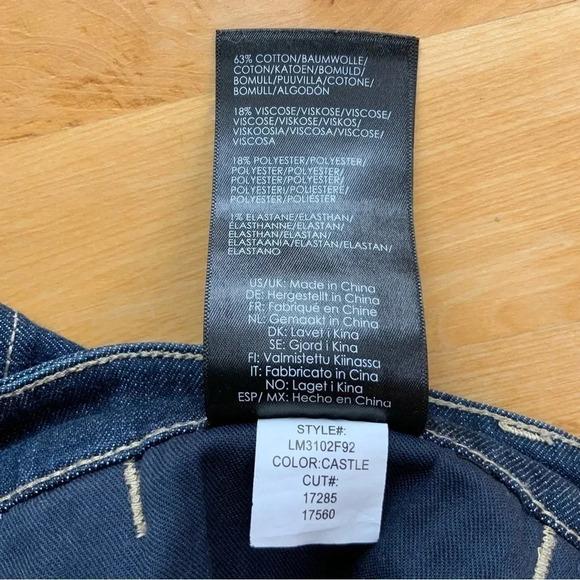 63% COTTON/BAUMWOLLE/
COTON/KATOEN/BOMULD/
BOMULL/PUUVILLA/COTONE/
BOMULL/ALGODÓN
18% VISCOSE/VISKOSE/VISCOSE/
VISCOSE/VISKOSE/VISKOS/
VISKOOSIA/VISCOSA/VISCOSE/
VISCOSA
18% POLYESTER/POLYESTER/
POLYESTER/POLYESTER/
POLYESTER/POLYESTER/
POLYESTERI/POLIESTERE/
POLYESTER/POLIESTER
1% ELASTANE/ELASTHAN/
ELASTHANNE/ELASTHAN/
ELASTHAN/ELASTAN/
ELASTAANIA/ELASTAN/ELASTAN/
ELASTANO
US/UK: Made in China
DE: Hergestellt in China
FR: Fabriqué en Chine
NL: Gemaakt in China
DK: Lavet i Kina
SE: Gjord i Kina
FI: Valmistettu Kiinassa
IT: Fabbricato in Cina
NO: Laget i Kina
ESP/ MX: Hecho en China
STYLE#:
LM3102F92
COLOR:CASTLE
CUT#:
17285
17560